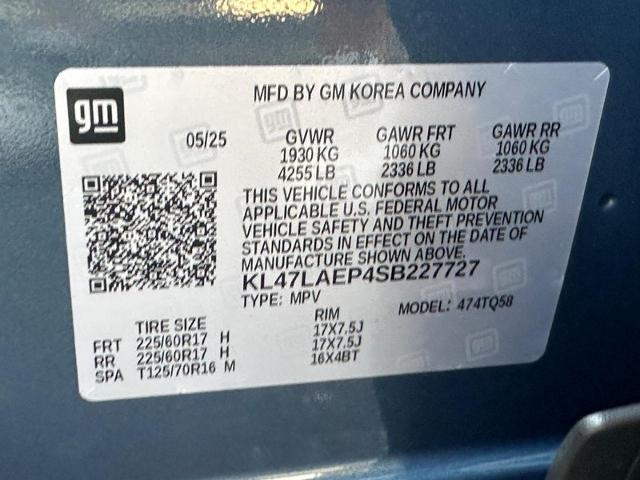 gm
MFD BY GM KOREA COMPANY
05/25 GVWR GAWR FRT GAWR RR
1930 KG 1060 KG 1060 KG
4255 LB 2336 LB 2336 LB
THIS VEHICLE CONFORMS TO ALL
APPLICABLE U.S. FEDERAL MOTOR
VEHICLE SAFETY AND THEFT PREVENTION
STANDARDS IN EFFECT ON THE DATE OF
MANUFACTURE SHOWN ABOVE.
KL47LAEP4SB227727
TYPE: MPV MODEL: 474TQ58
TIRE SIZE RIM
FRT 225/60R17 H 17X7.5J
RR 225/60R17 H 17X7.5J
SPA T125/70R16 M 16X4BT